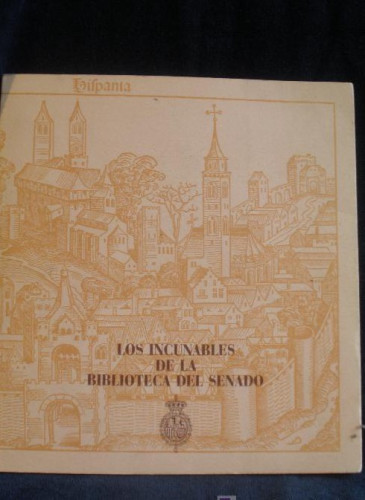 Hispania
LOS INCUNABLES
DE LA
BIBLIOTECA DEL SENADO